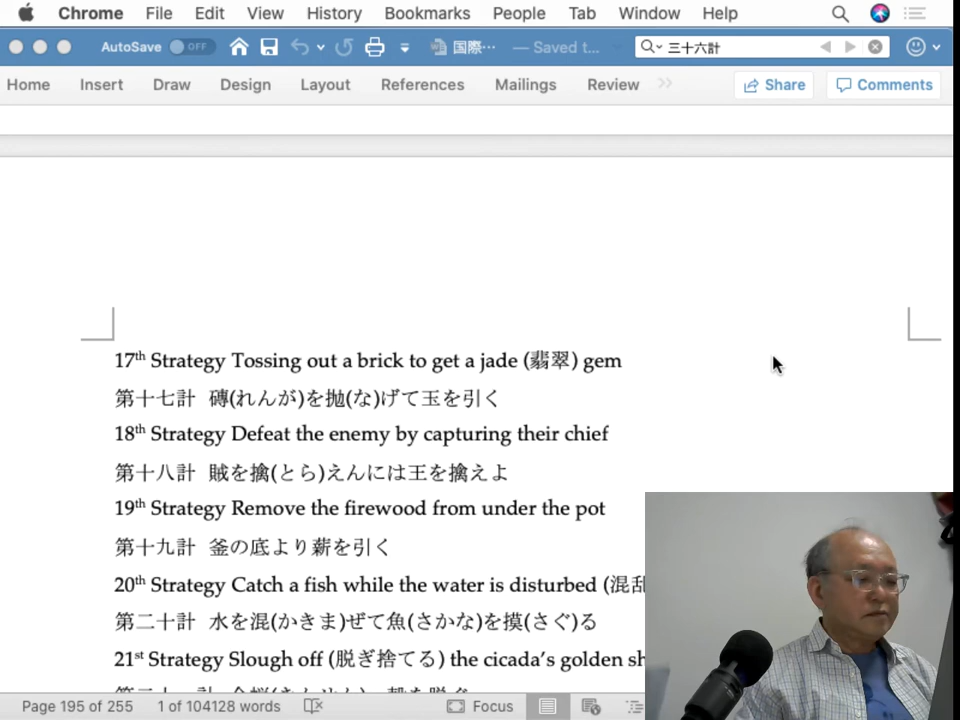 Chrome File Edit View History Bookmarks People Tab Window Help
AutoSave OFF 国際… — Saved t... 三十六計
Home Insert Draw Design Layout References Mailings Review Share Comments
17th Strategy Tossing out a brick to get a jade (翡翠) gem
第十七計 磚(れんが)を抛(な)げて玉を引く
18th Strategy Defeat the enemy by capturing their chief
第十八計 賊を擒(とら)えんには王を擒えよ
19th Strategy Remove the firewood from under the pot
第十九計 釜の底より薪を引く
20th Strategy Catch a fish while the water is disturbed (混乱
第二十計 水を混(かきま)ぜて魚(さかな)を摸(さぐ)る
21st Strategy Slough off (脱ぎ捨てる) the cicada's golden sh
Page 195 of 255 1 of 104128 words Focus